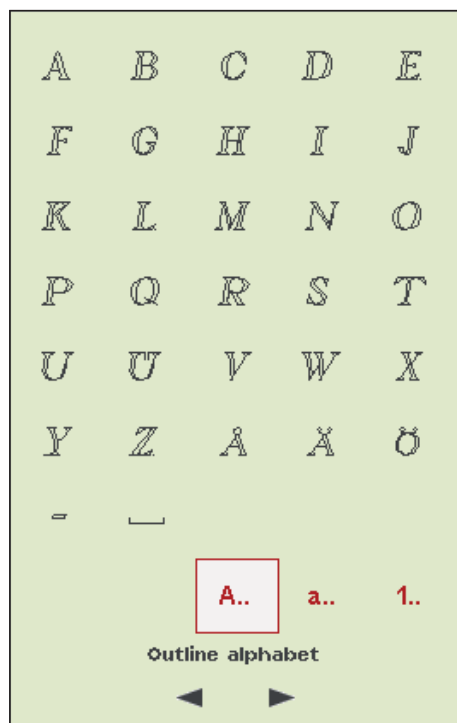 A B C D E
F G H I J
K L M N O
P Q R S T
U Ü V W X
Y Z Å Ä Ö
-
A.. a.. 1..
Outline alphabet